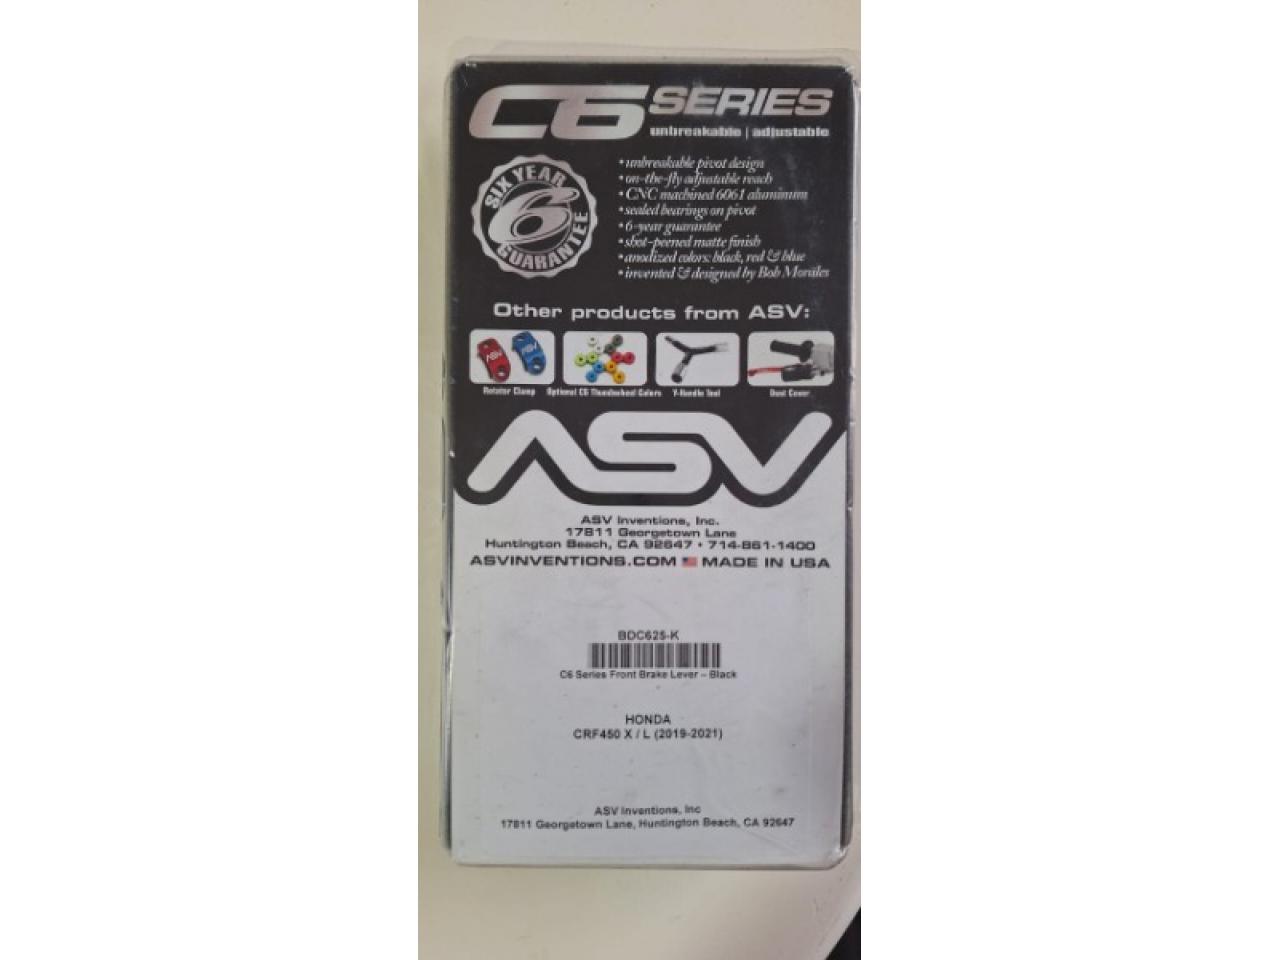 C6 SERIES
unbreakable | adjustable
SIX YEAR
6
GUARANTEE
• unbreakable pivot design
• on-the-fly adjustable reach
• CNC machined 6061 aluminum
• sealed bearings on pivot
• 6-year guarantee
• shot-peened matte finish
• anodized colors: black, red & blue
• invented & designed by Bob Morales
Other products from ASV:
ASV ASV
Rotator Clamp Optional C6 Thumbwheel Colors Y-Handle Tool Dust Cover
ASV
ASV Inventions, Inc.
17811 Georgetown Lane
Huntington Beach, CA 92647 • 714-861-1400
ASVINVENTIONS.COM MADE IN USA
BDC625-K
C6 Series Front Brake Lever – Black
HONDA
CRF450 X / L (2019-2021)
ASV Inventions, Inc
17811 Georgetown Lane, Huntington Beach, CA 92647